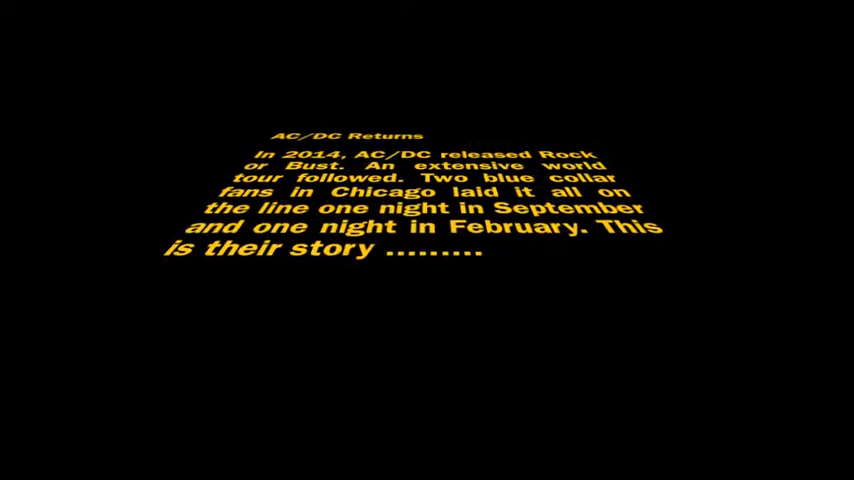 AC/DC Returns
In 2014, AC/DC released Rock
or Bust. An extensive world
tour followed. Two blue collar
fans in Chicago laid it all on
the line one night in September
and one night in February. This
is their story .........